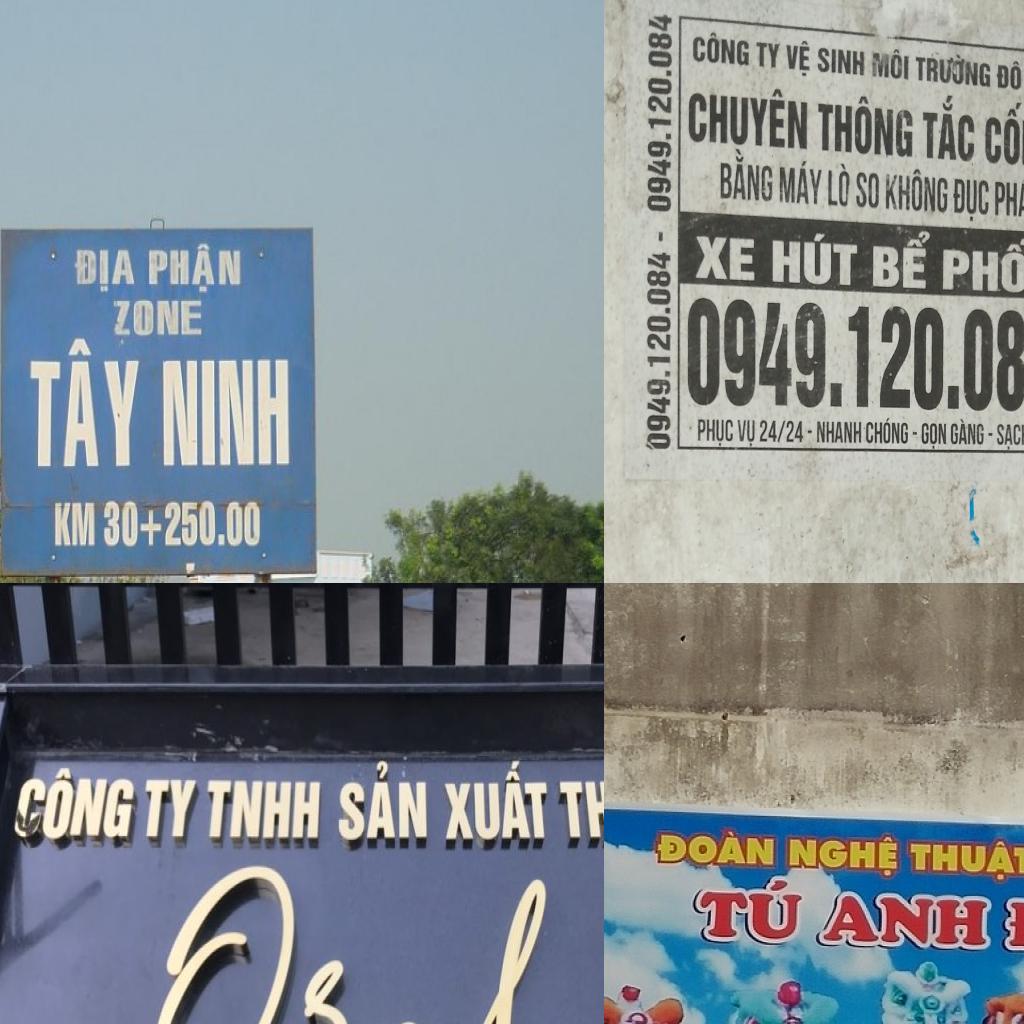 ĐỊA PHẬN
ZONE
TÂY NINH
KM 30+250.00
0949.120.084 - 0949.120.084
CÔNG TY VỆ SINH MÔI TRƯỜNG ĐÔ
CHUYÊN THÔNG TẮC
BẰNG MÁY LÒ SO KHÔNG ĐỤC
XE HÚT BỂ PHỐ
0949.120.08
PHỤC VỤ 24/24 - NHANH CHÓNG - GỌN GÀNG - SẠCH
CÔNG TY TNHH SẢN XUẤT TH
ĐOÀN NGHỆ THUẬT
TÚ ANH